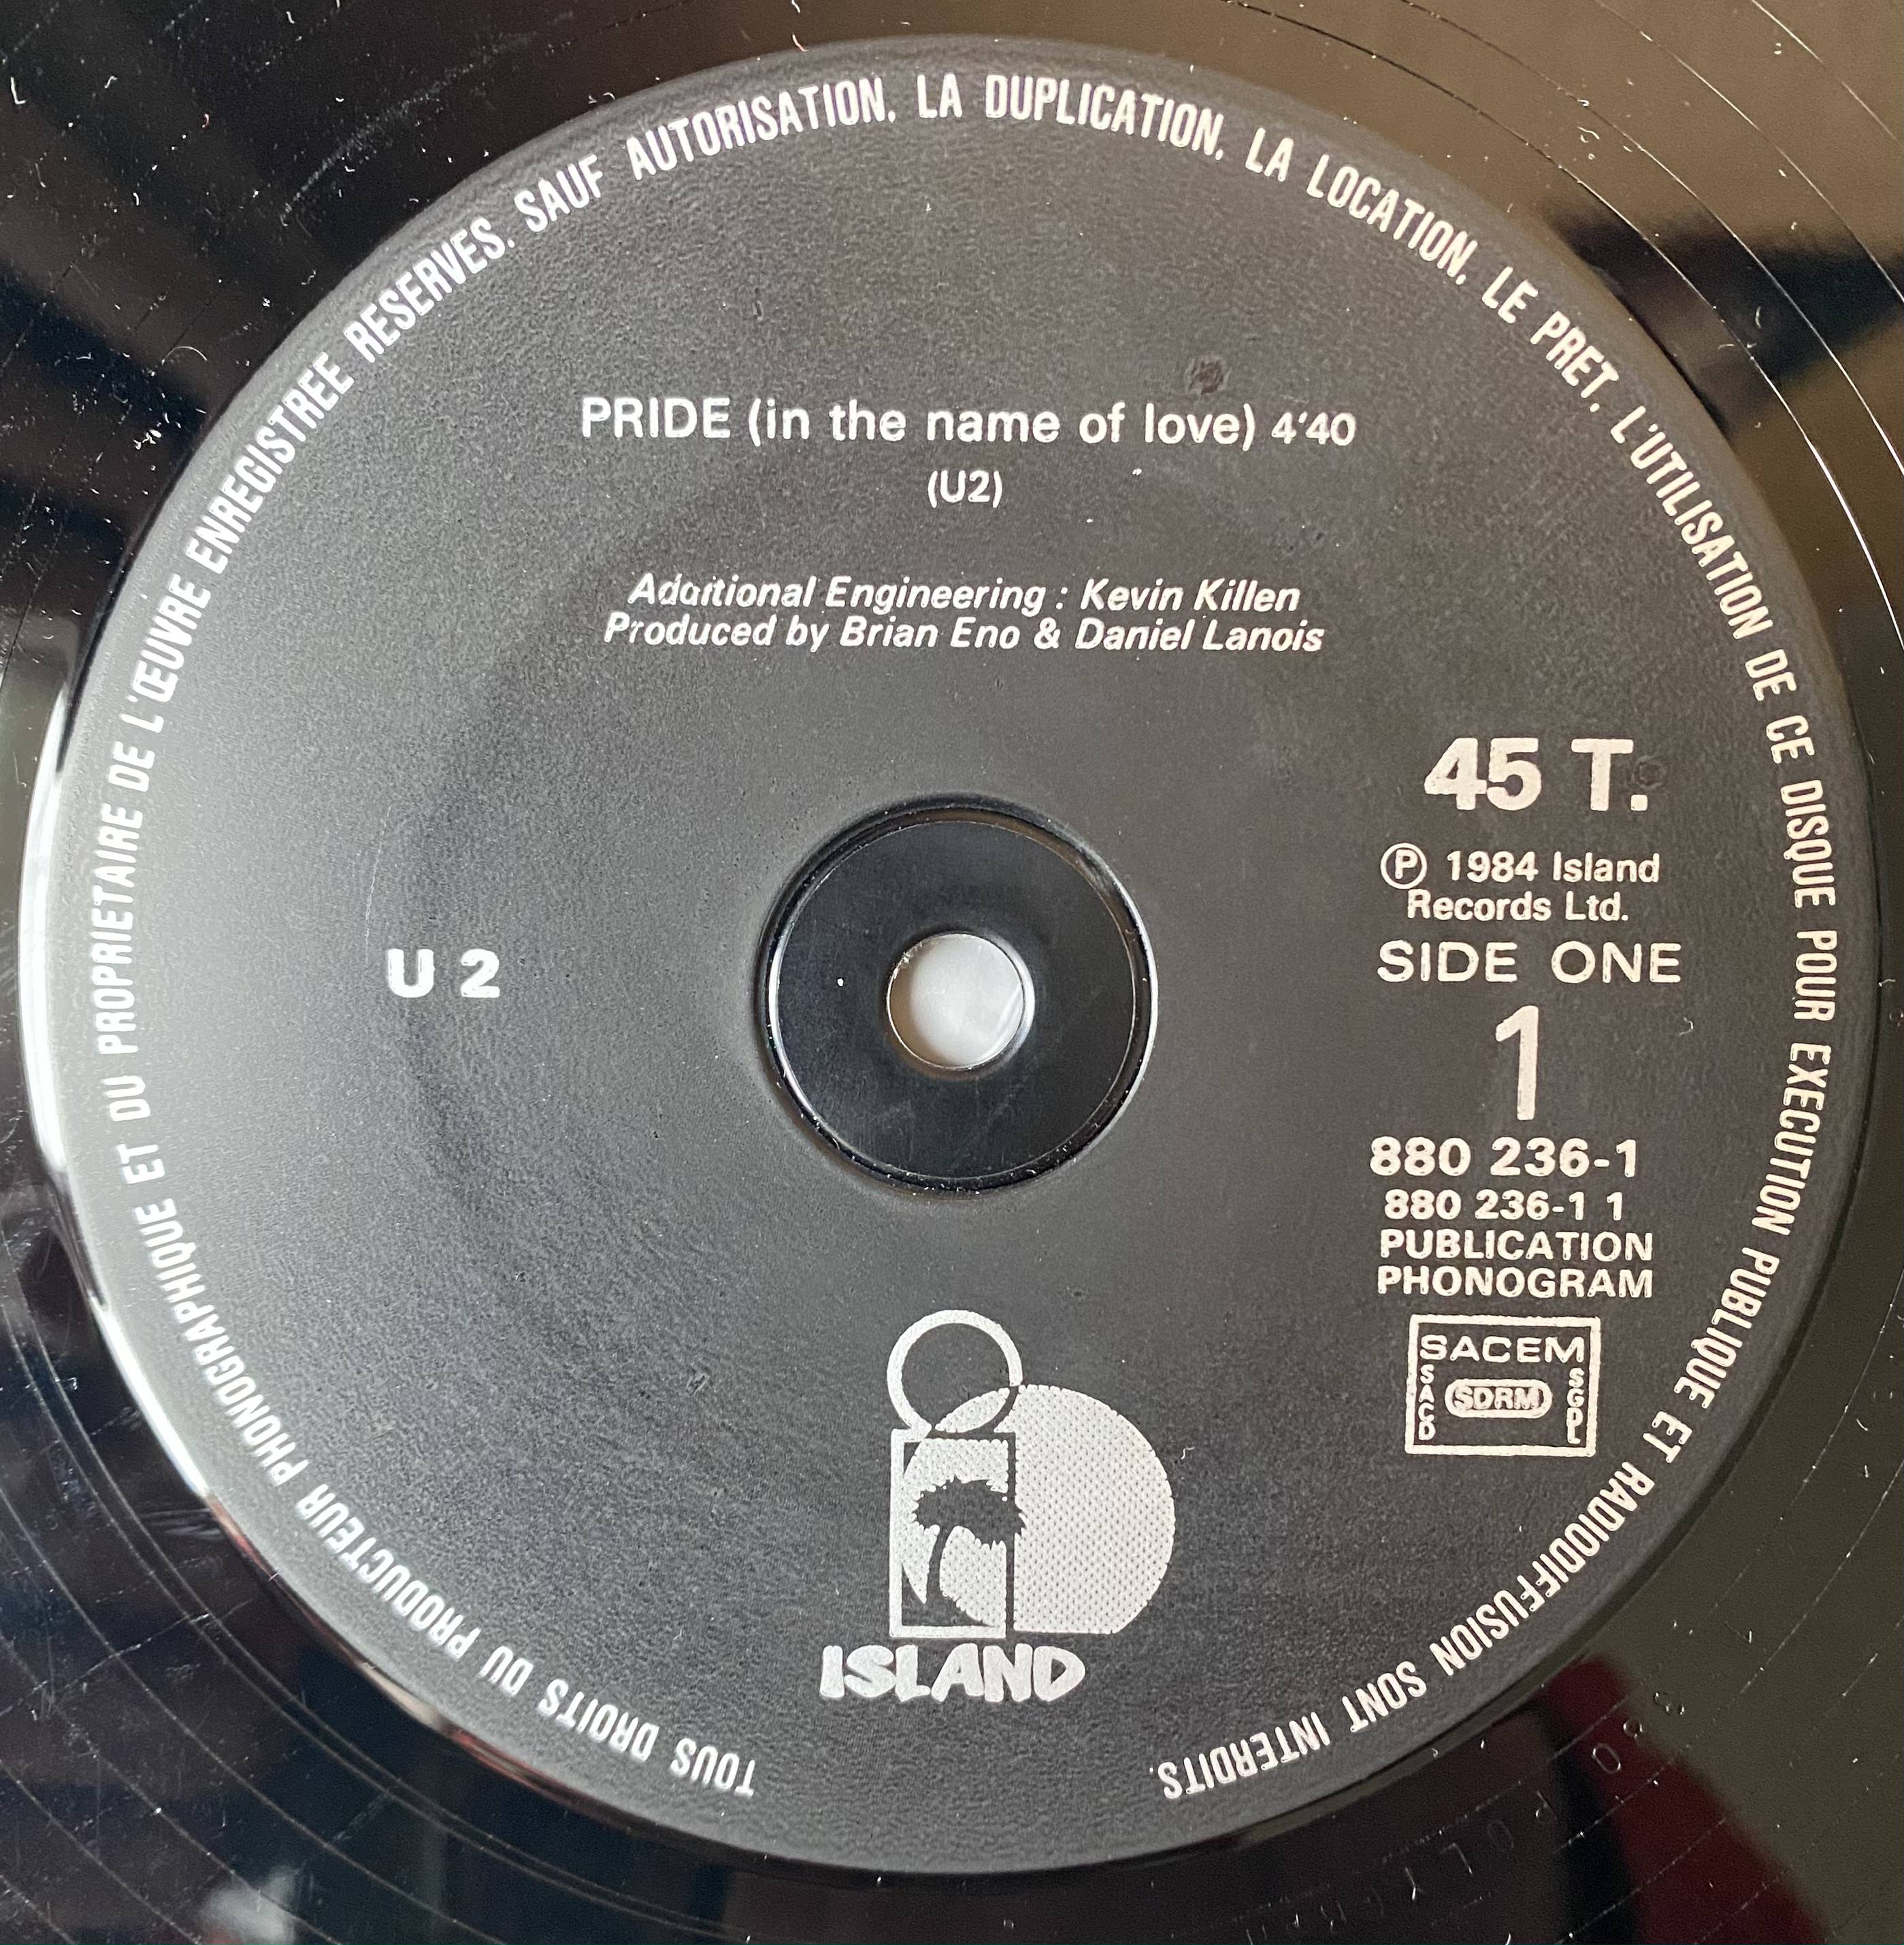 TOUS DROITS DU PRODUCTEUR PHONOGRAPHIQUE ET DU PROPRIETAIRE DE L'ŒUVRE ENREGISTREE RESERVES. SAUF AUTORISATION, LA DUPLICATION, LA LOCATION, LE PRET, L'UTILISATION DE CE DISQUE POUR EXECUTION PUBLIQUE ET RADIODIFFUSION SONT INTERDITS.
PRIDE (in the name of love) 4'40
(U2)
Additional Engineering : Kevin Killen
Produced by Brian Eno & Daniel Lanois
45 T.
Ⓟ 1984 Island
Records Ltd.
U2
SIDE ONE
1
880 236-1
880 236-1 1
PUBLICATION
PHONOGRAM
SACEM
SACD
SDRM
SGDL
ISLAND